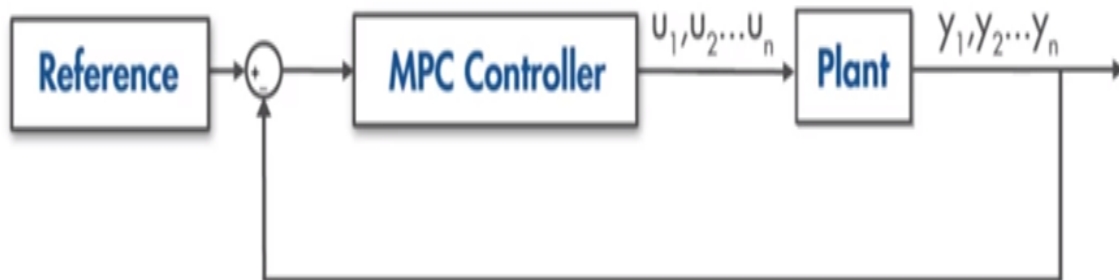 Reference
+
−
MPC Controller
u₁,u₂...uₙ
Plant
y₁,y₂...yₙ